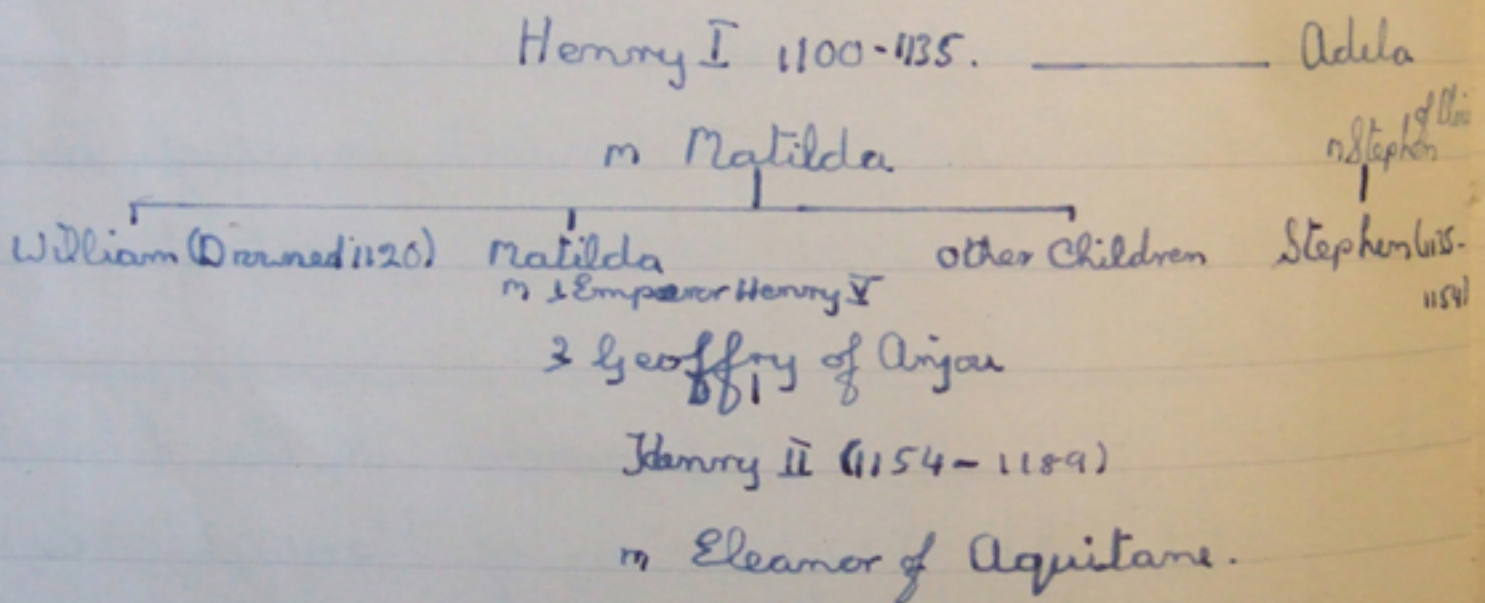 Henry I 1100-1135. Adela
m Matilda m Stephen of
William (Drowned 1120) Matilda other Children Stephen (1135-
m 1 Emperor Henry V 1154)
2 Geoffry of Anjou
Henry II (1154-1189)
m Eleanor of Aquitane.